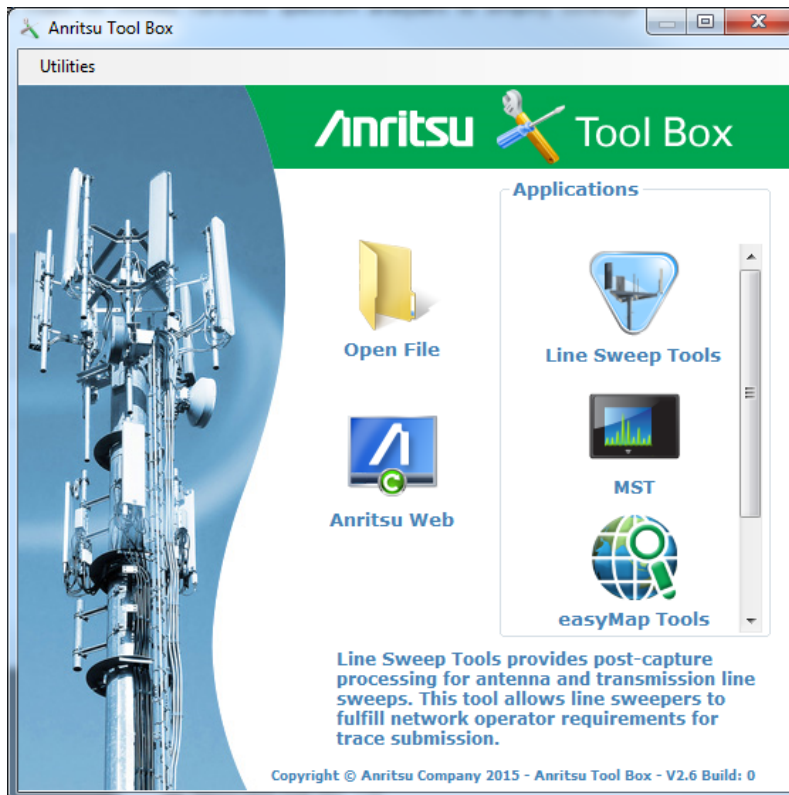 Anritsu Tool Box
Utilities
Anritsu Tool Box
Applications
Open File
Line Sweep Tools
MST
Anritsu Web
easyMap Tools
Line Sweep Tools provides post-capture
processing for antenna and transmission line
sweeps. This tool allows line sweepers to
fulfill network operator requirements for
trace submission.
Copyright © Anritsu Company 2015 - Anritsu Tool Box - V2.6 Build: 0